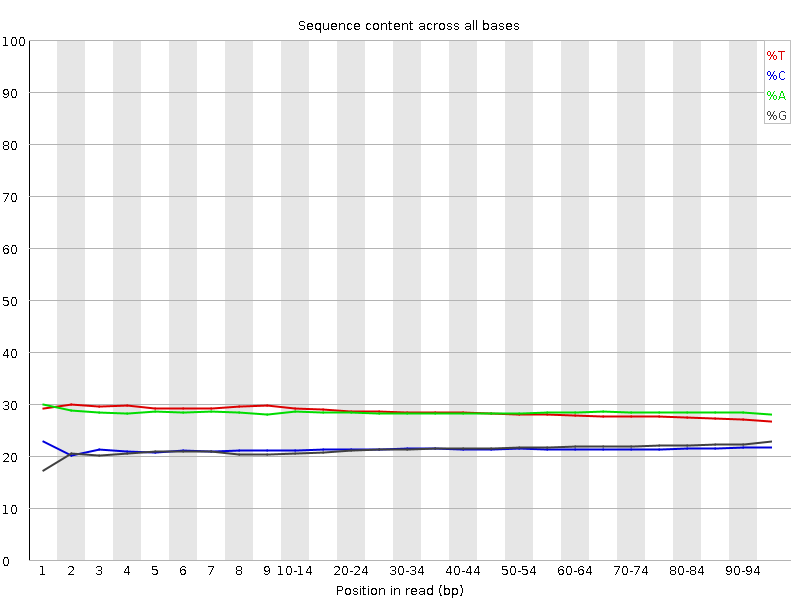 Sequence content across all bases
100
90
80
70
60
50
40
30
20
10
0
%T
%C
%A
%G
1 2 3 4 5 6 7 8 9 10-14 20-24 30-34 40-44 50-54 60-64 70-74 80-84 90-94
Position in read (bp)